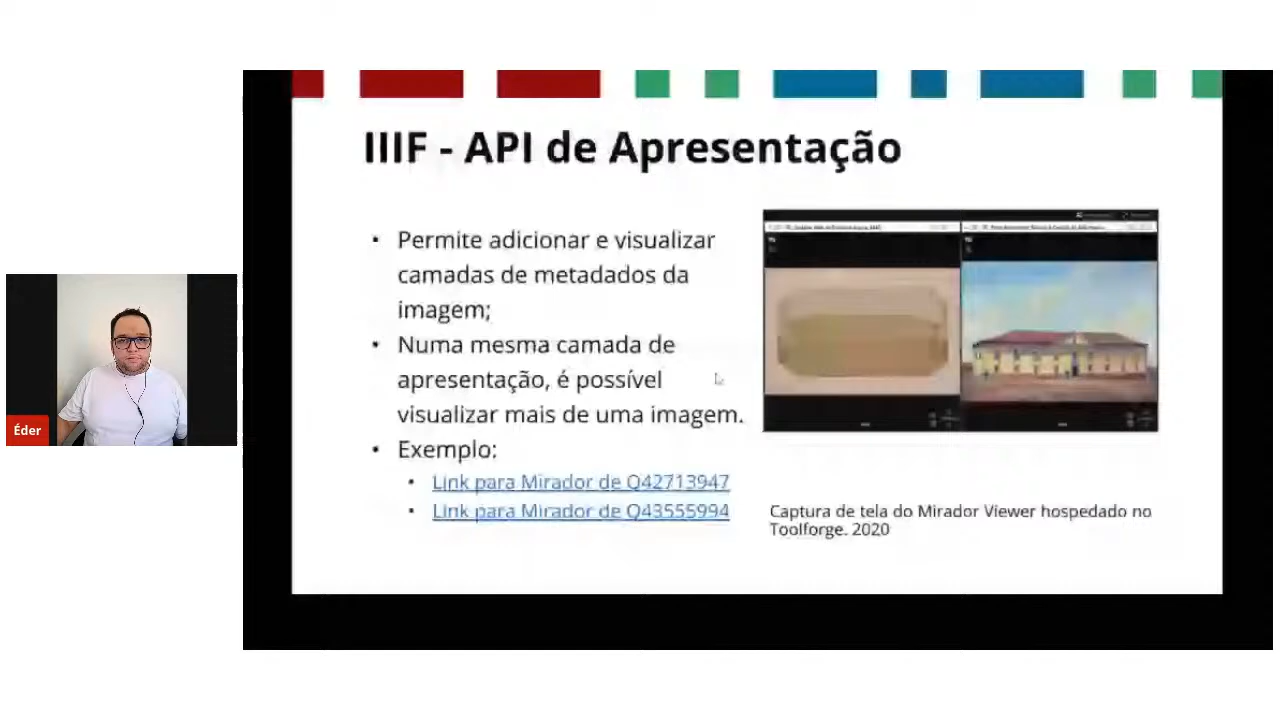 IIIF - API de Apresentação
• Permite adicionar e visualizar
camadas de metadados da
imagem;
• Numa mesma camada de
apresentação, é possível
visualizar mais de uma imagem.
• Exemplo:
• Link para Mirador de Q42713947
• Link para Mirador de Q43555994
Captura de tela do Mirador Viewer hospedado no
Toolforge. 2020
Éder